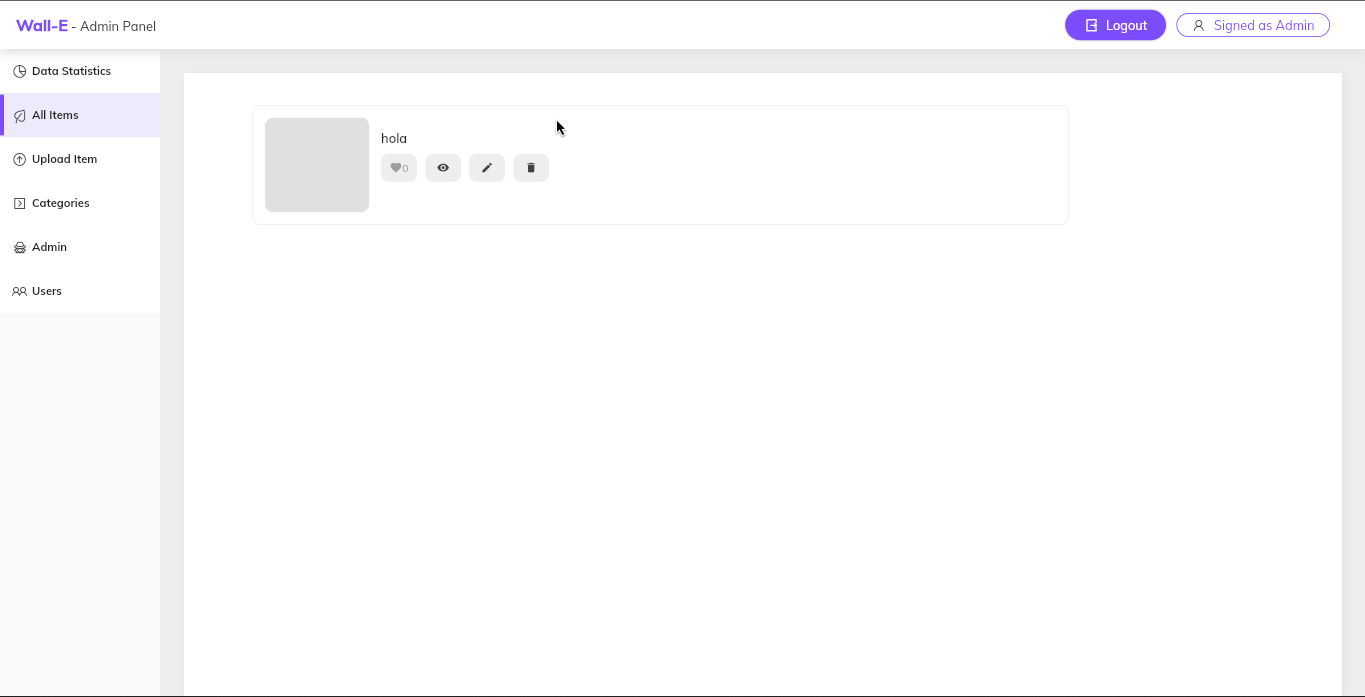 Wall-E - Admin Panel
Logout
Signed as Admin
Data Statistics
All Items
Upload Item
Categories
Admin
Users
hola
0